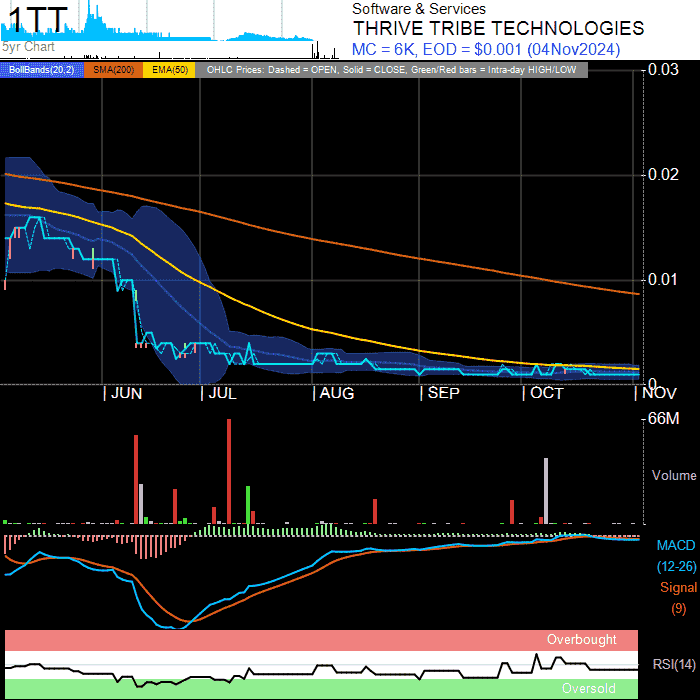 1TT
5yr Chart
Software & Services
THRIVE TRIBE TECHNOLOGIES
MC = 6K, EOD = $0.001 (04Nov2024)
BollBands(20,2) SMA(200) EMA(50) OHLC Prices: Dashed = OPEN, Solid = CLOSE, Green/Red bars = Intra-day HIGH/LOW
0.03
0.02
0.01
0
JUN JUL AUG SEP OCT NOV
66M
Volume
MACD
(12-26)
Signal
(9)
Overbought
RSI(14)
Oversold